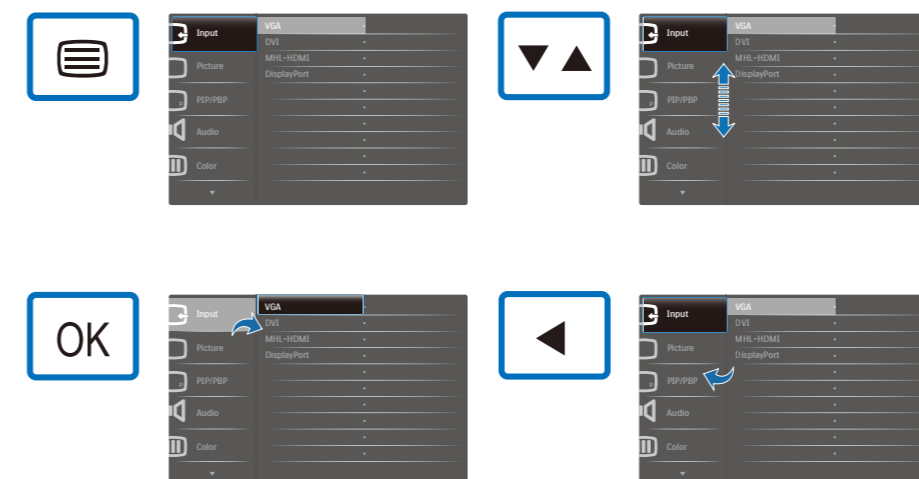 Input
Picture
PIP/PBP
Audio
Color
VGA
DVI
MHL-HDMI
DisplayPort
Input
Picture
PIP/PBP
Audio
Color
VGA
DVI
MHL-HDMI
DisplayPort
OK
Input
Picture
PIP/PBP
Audio
Color
VGA
DVI
MHL-HDMI
DisplayPort
Input
Picture
PIP/PBP
Audio
Color
VGA
DVI
MHL-HDMI
DisplayPort